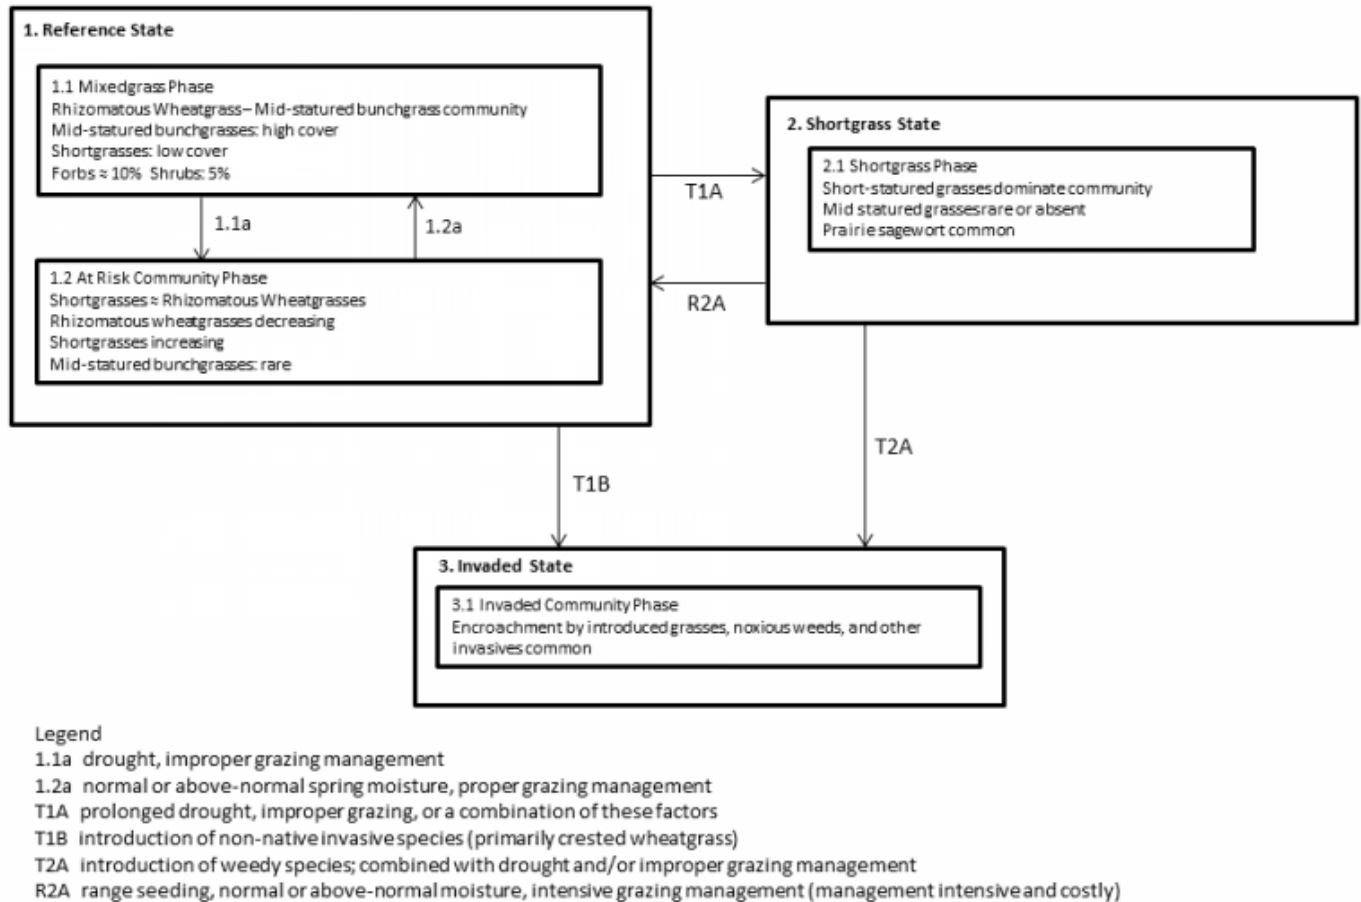 1. Reference State
1.1 Mixedgrass Phase
Rhizomatous Wheatgrass– Mid-statured bunchgrass community
Mid-statured bunchgrasses: high cover
Shortgrasses: low cover
Forbs ≈ 10% Shrubs: 5%
1.1a
1.2a
1.2 At Risk Community Phase
Shortgrasses ≈ Rhizomatous Wheatgrasses
Rhizomatous wheatgrasses decreasing
Shortgrasses increasing
Mid-statured bunchgrasses: rare
T1A
R2A
2. Shortgrass State
2.1 Shortgrass Phase
Short-statured grasses dominate community
Mid statured grasses rare or absent
Prairie sagewort common
T1B
T2A
3. Invaded State
3.1 Invaded Community Phase
Encroachment by introduced grasses, noxious weeds, and other
invasives common
Legend
1.1a drought, improper grazing management
1.2a normal or above-normal spring moisture, proper grazing management
T1A prolonged drought, improper grazing, or a combination of these factors
T1B introduction of non-native invasive species (primarily crested wheatgrass)
T2A introduction of weedy species; combined with drought and/or improper grazing management
R2A range seeding, normal or above-normal moisture, intensive grazing management (management intensive and costly)